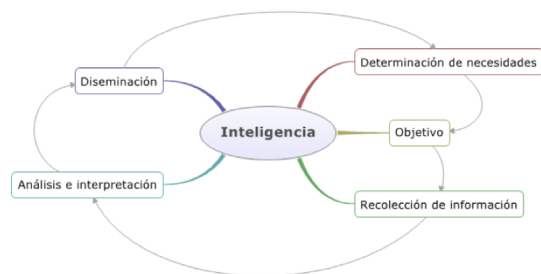 Determinación de necesidades
Diseminación
Inteligencia
Objetivo
Análisis e interpretación
Recolección de información